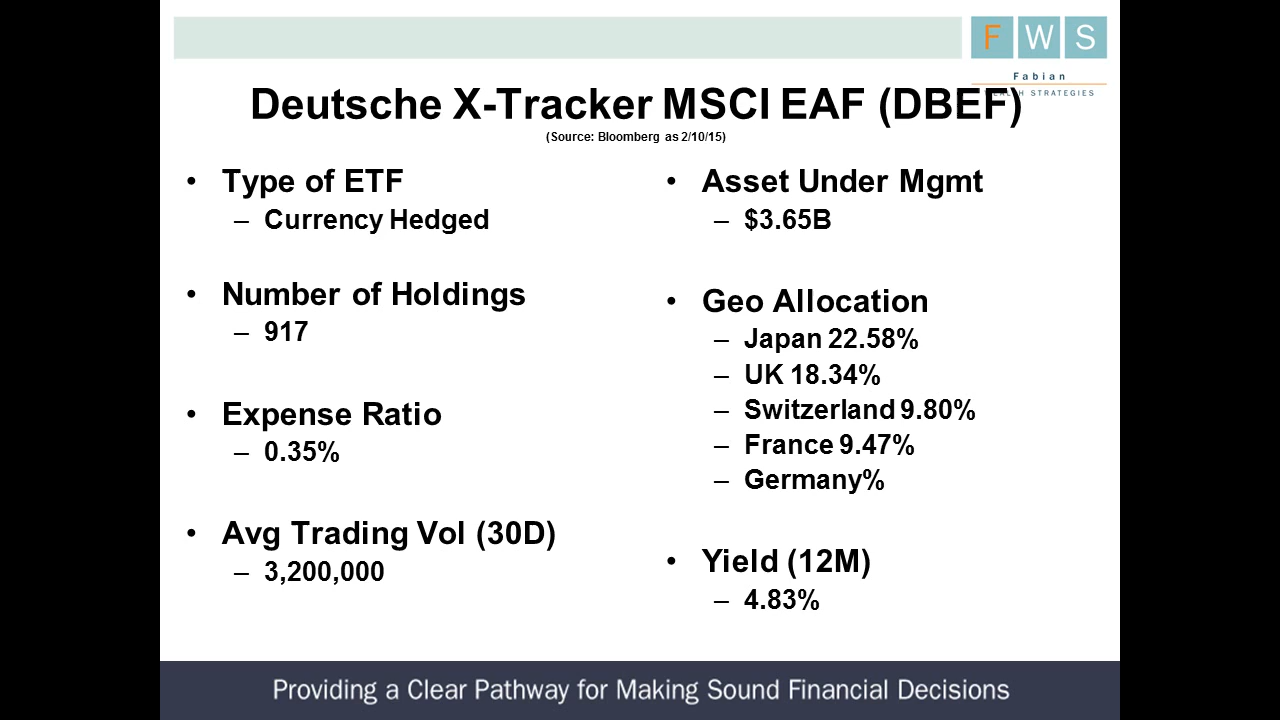 F W S
Fabian
WEALTH STRATEGIES
Deutsche X-Tracker MSCI EAF (DBEF)
(Source: Bloomberg as 2/10/15)
• Type of ETF
– Currency Hedged
• Number of Holdings
– 917
• Expense Ratio
– 0.35%
• Avg Trading Vol (30D)
– 3,200,000
• Asset Under Mgmt
– $3.65B
• Geo Allocation
– Japan 22.58%
– UK 18.34%
– Switzerland 9.80%
– France 9.47%
– Germany%
• Yield (12M)
– 4.83%
Providing a Clear Pathway for Making Sound Financial Decisions